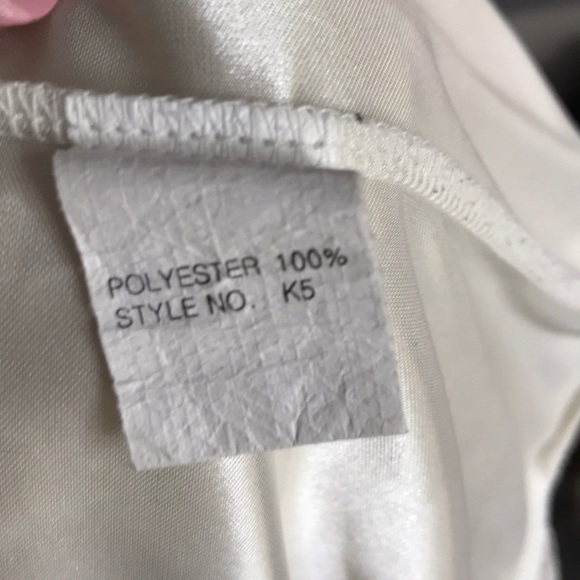 POLYESTER 100%
STYLE NO. K5